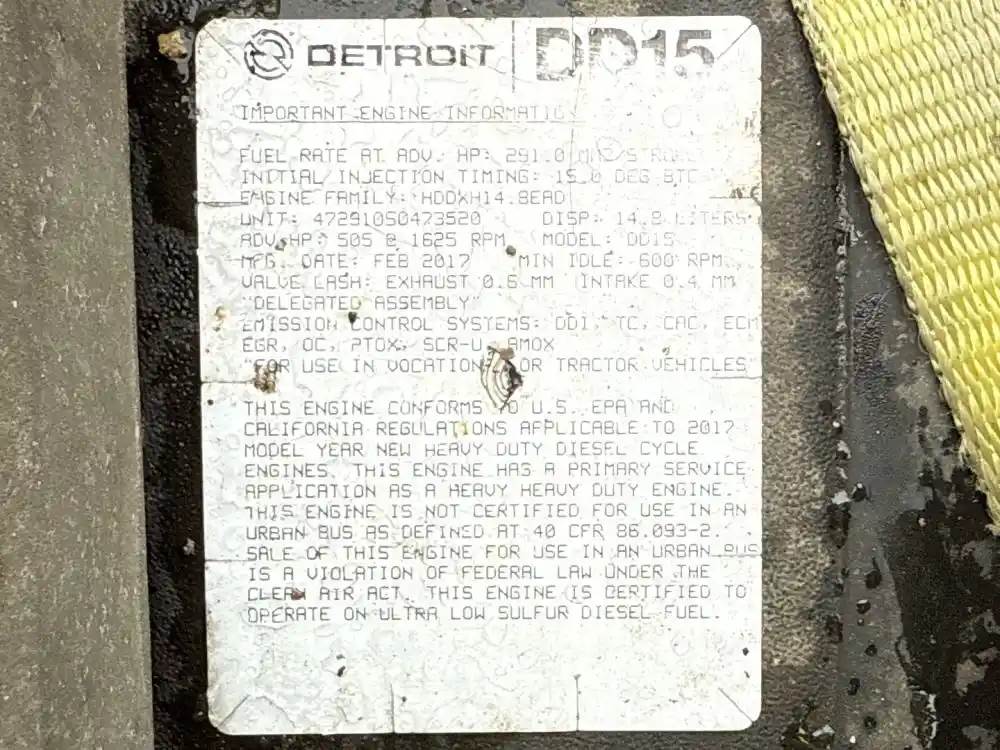 DETROIT DD15
IMPORTANT ENGINE INFORMATIO
FUEL RATE AT ADV. HP: 291.0 MM3/STROKE
INITIAL INJECTION TIMING: 15.0 DEG BTC
ENGINE FAMILY: HDDXH14.8EAD
UNIT: 472910S0473520 DISP: 14.8 LITERS
ADV HP: 505 @ 1625 RPM MODEL: DD15
MFG. DATE: FEB 2017 MIN IDLE: 600 RPM
VALVE LASH: EXHAUST 0.6 MM INTAKE 0.4 MM
"DELEGATED ASSEMBLY"
EMISSION CONTROL SYSTEMS: DDI, TC, CAC, ECM
EGR, OC, PTOX, SCR-U AMOX
FOR USE IN VOCATION OR TRACTOR VEHICLES
THIS ENGINE CONFORMS TO U.S. EPA AND
CALIFORNIA REGULATIONS APPLICABLE TO 2017
MODEL YEAR NEW HEAVY DUTY DIESEL CYCLE
ENGINES. THIS ENGINE HAS A PRIMARY SERVICE
APPLICATION AS A HEAVY HEAVY DUTY ENGINE.
THIS ENGINE IS NOT CERTIFIED FOR USE IN AN
URBAN BUS AS DEFINED AT 40 CFR 86.093-2.
SALE OF THIS ENGINE FOR USE IN AN URBAN BUS
IS A VIOLATION OF FEDERAL LAW UNDER THE
CLEAN AIR ACT. THIS ENGINE IS CERTIFIED TO
OPERATE ON ULTRA LOW SULFUR DIESEL FUEL.